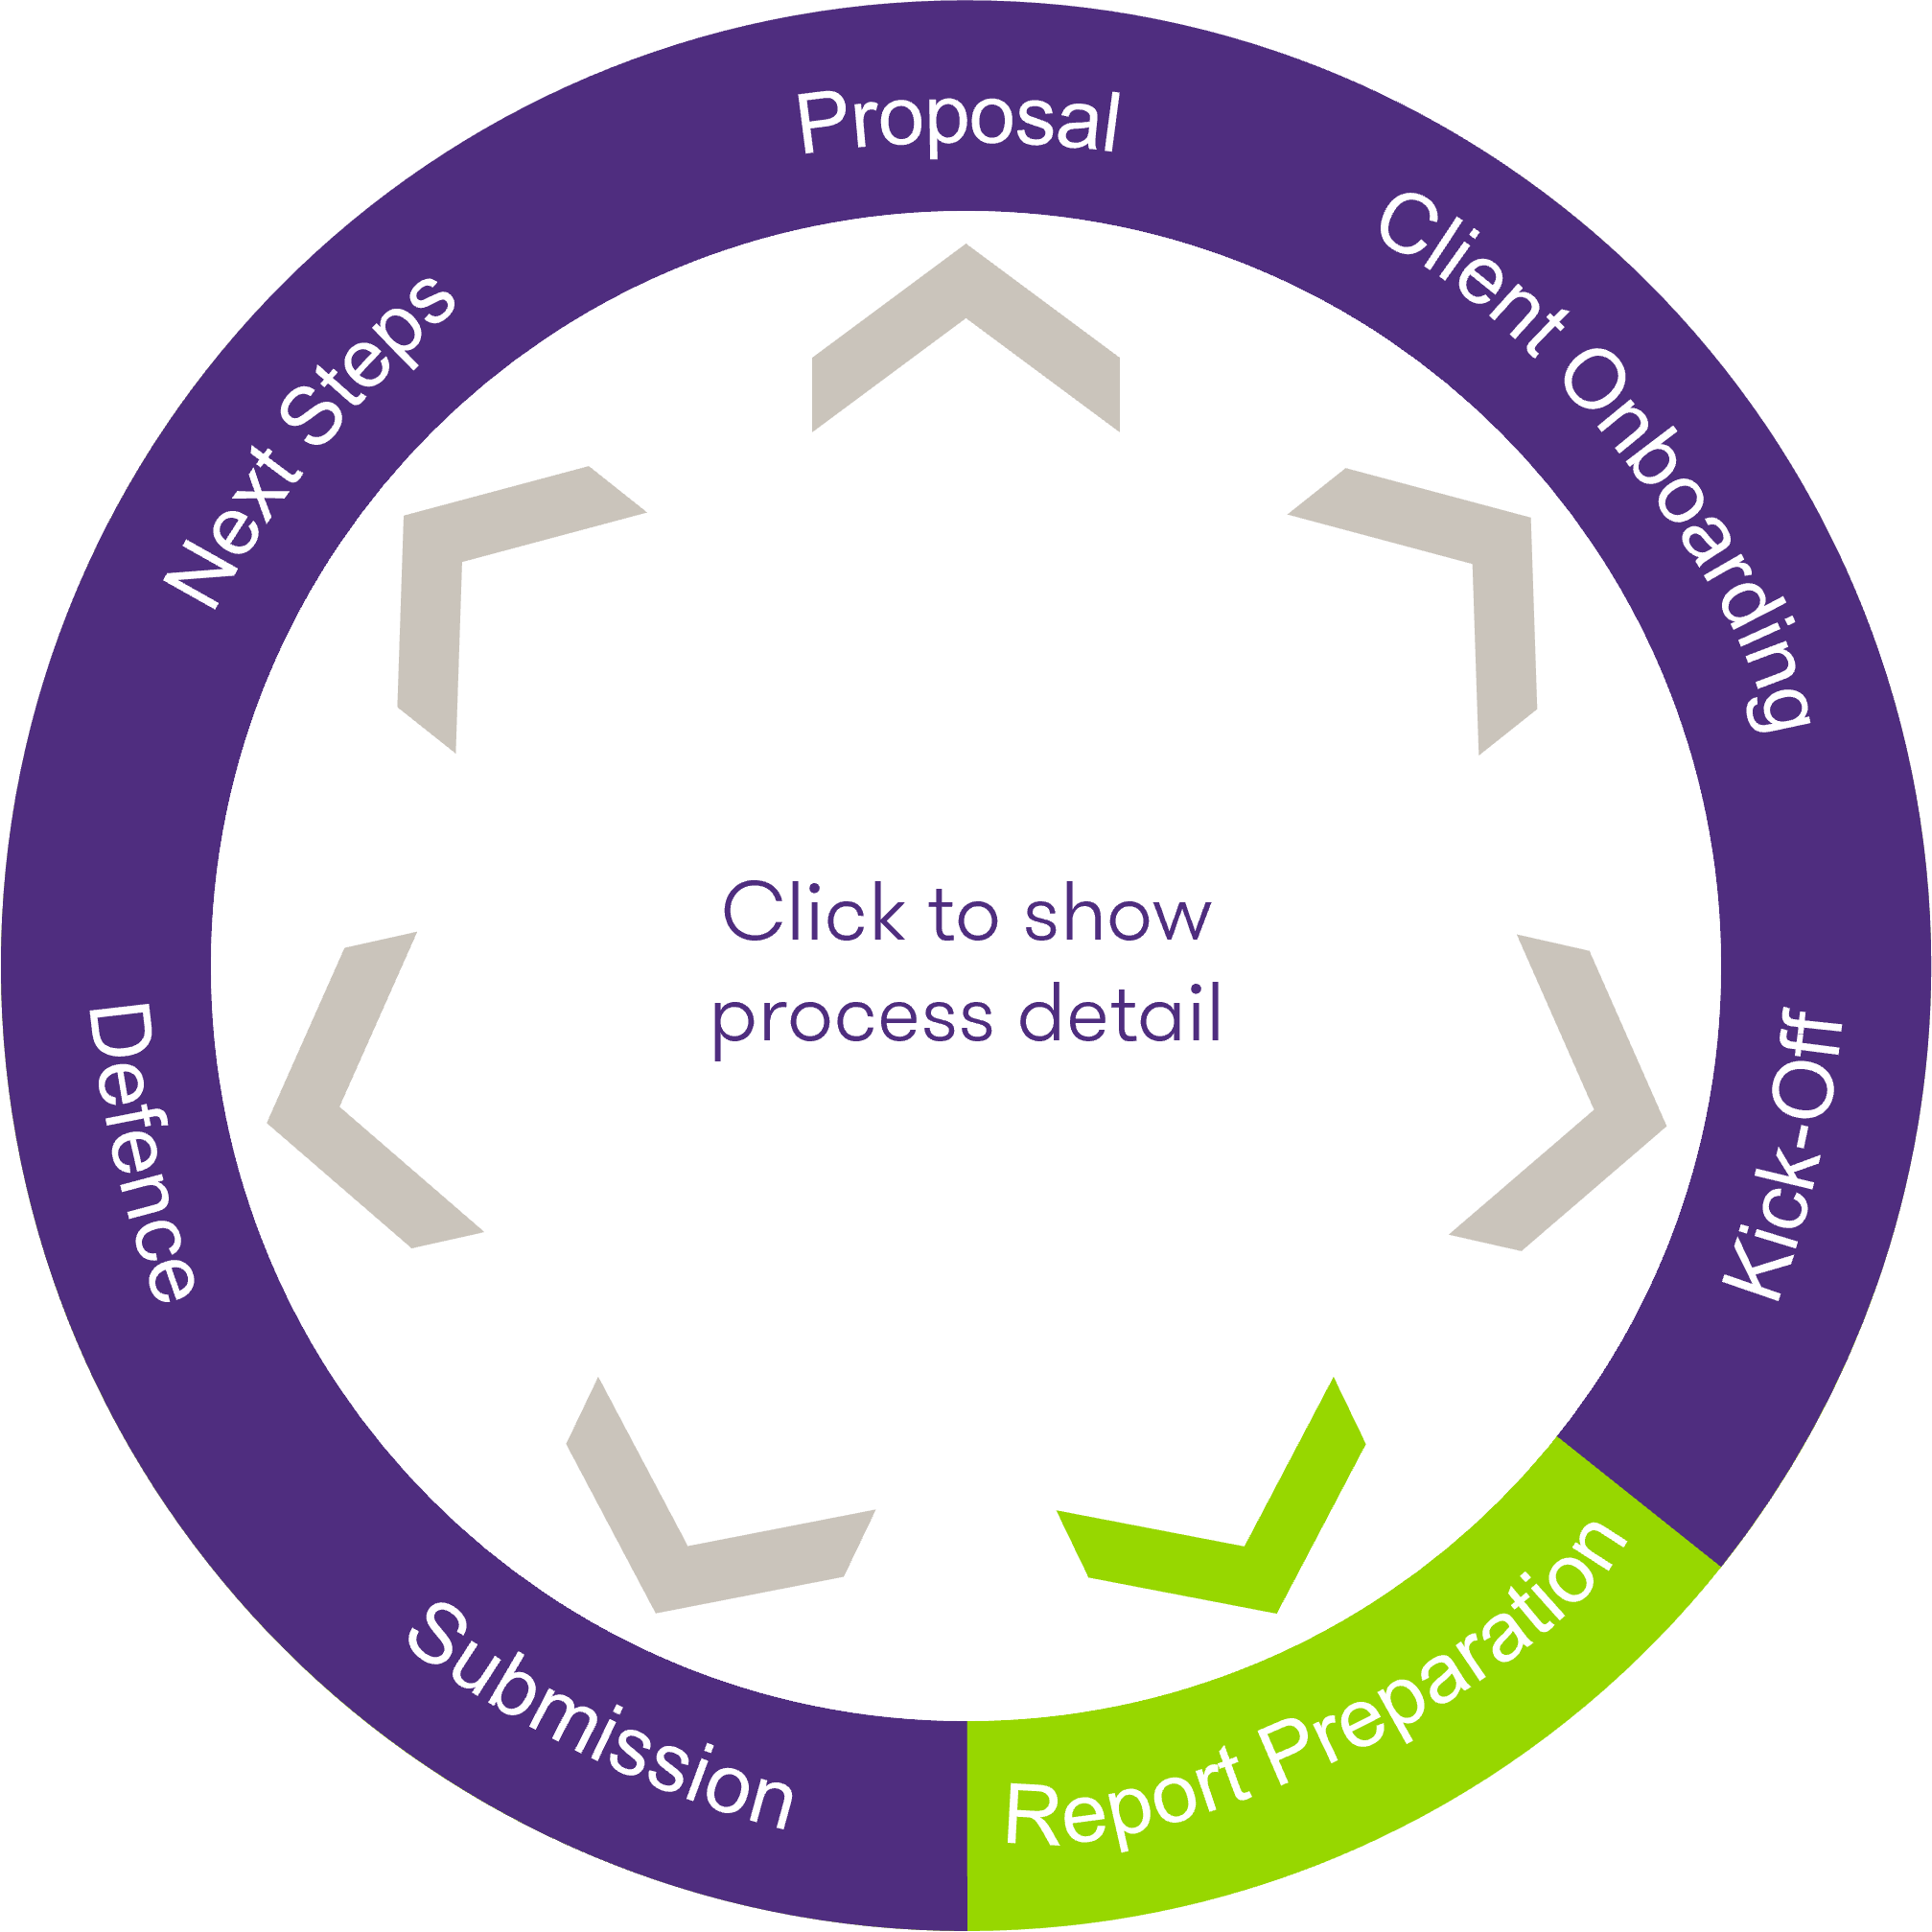 Proposal
Client Onboarding
Kick-Off
Report Preparation
Submission
Defence
Next Steps
Click to show
process detail